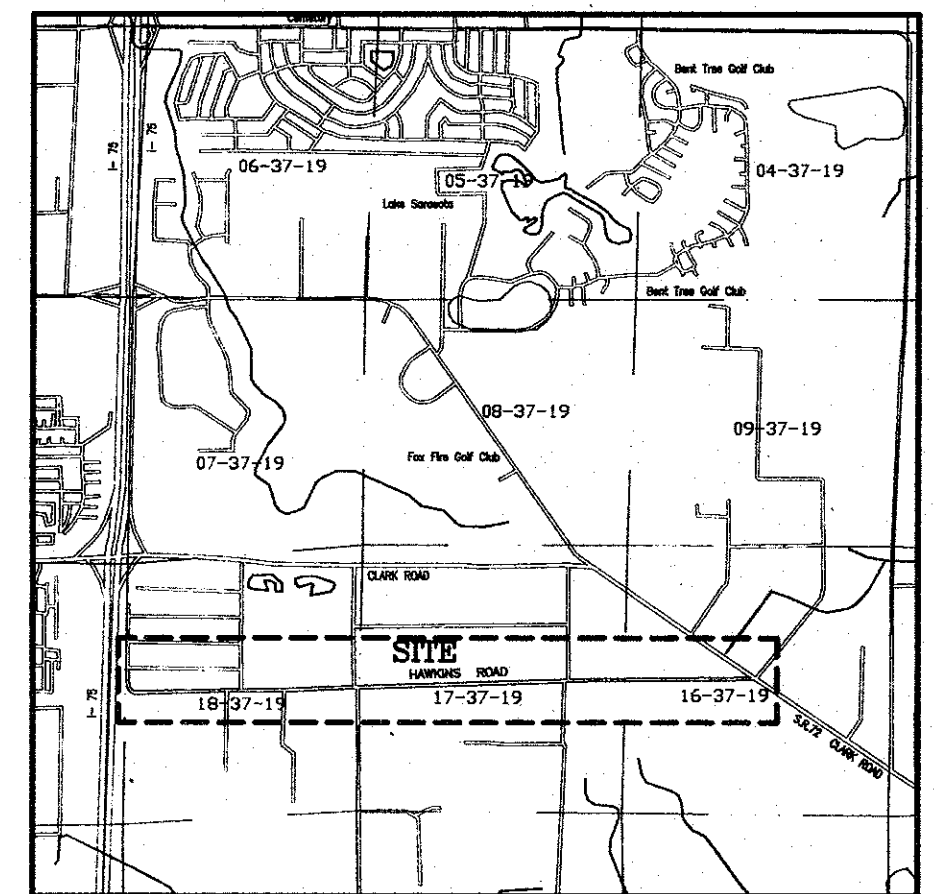 Cemetery
Bent Tree Golf Club
I- 75
I- 75
06-37-19
05-37-19
04-37-19
Lake Sarasota
Bent Tree Golf Club
08-37-19
09-37-19
07-37-19
Fox Fire Golf Club
CLARK ROAD
SITE
HAWKINS ROAD
18-37-19
17-37-19
16-37-19
I- 75
S.R.72 CLARK ROAD